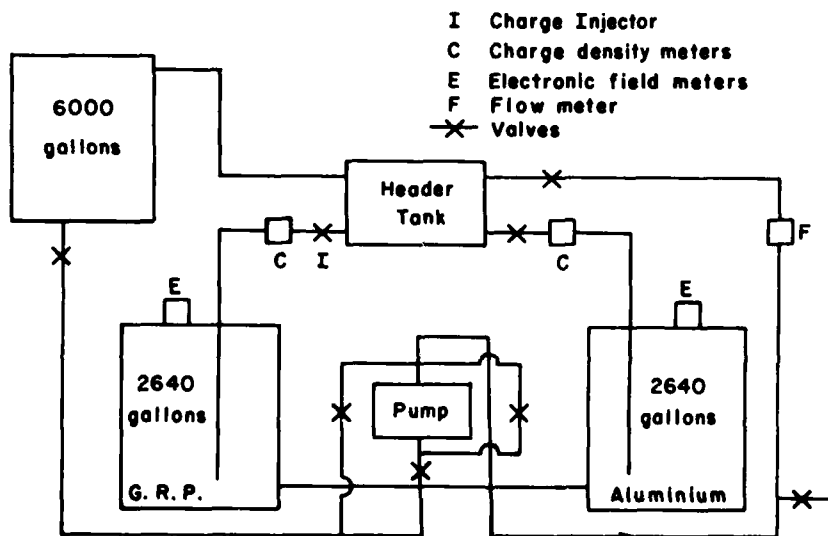 I Charge Injector
C Charge density meters
E Electronic field meters
F Flow meter
Valves
6000
gallons
Header
Tank
C
I
C
F
E
E
2640
gallons
Pump
2640
gallons
G. R. P.
Aluminium